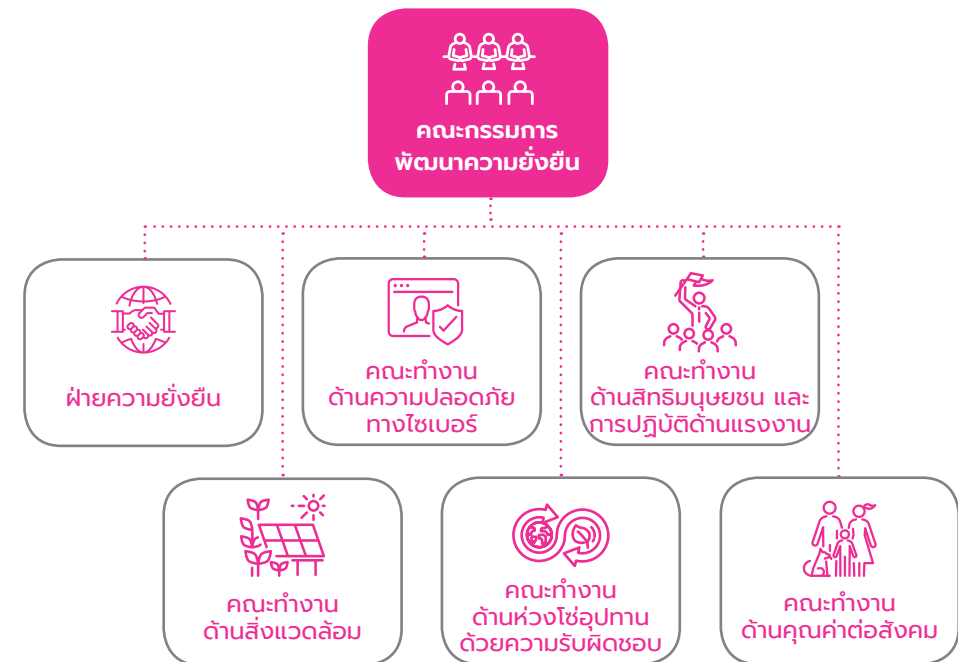 คณะกรรมการ
พัฒนาความยั่งยืน
ฝ่ายความยั่งยืน
คณะทำงาน
ด้านความปลอดภัย
ทางไซเบอร์
คณะทำงาน
ด้านสิทธิมนุษยชน และ
การปฏิบัติด้านแรงงาน
คณะทำงาน
ด้านสิ่งแวดล้อม
คณะทำงาน
ด้านห่วงโซ่อุปทาน
ด้วยความรับผิดชอบ
คณะทำงาน
ด้านคุณค่าต่อสังคม